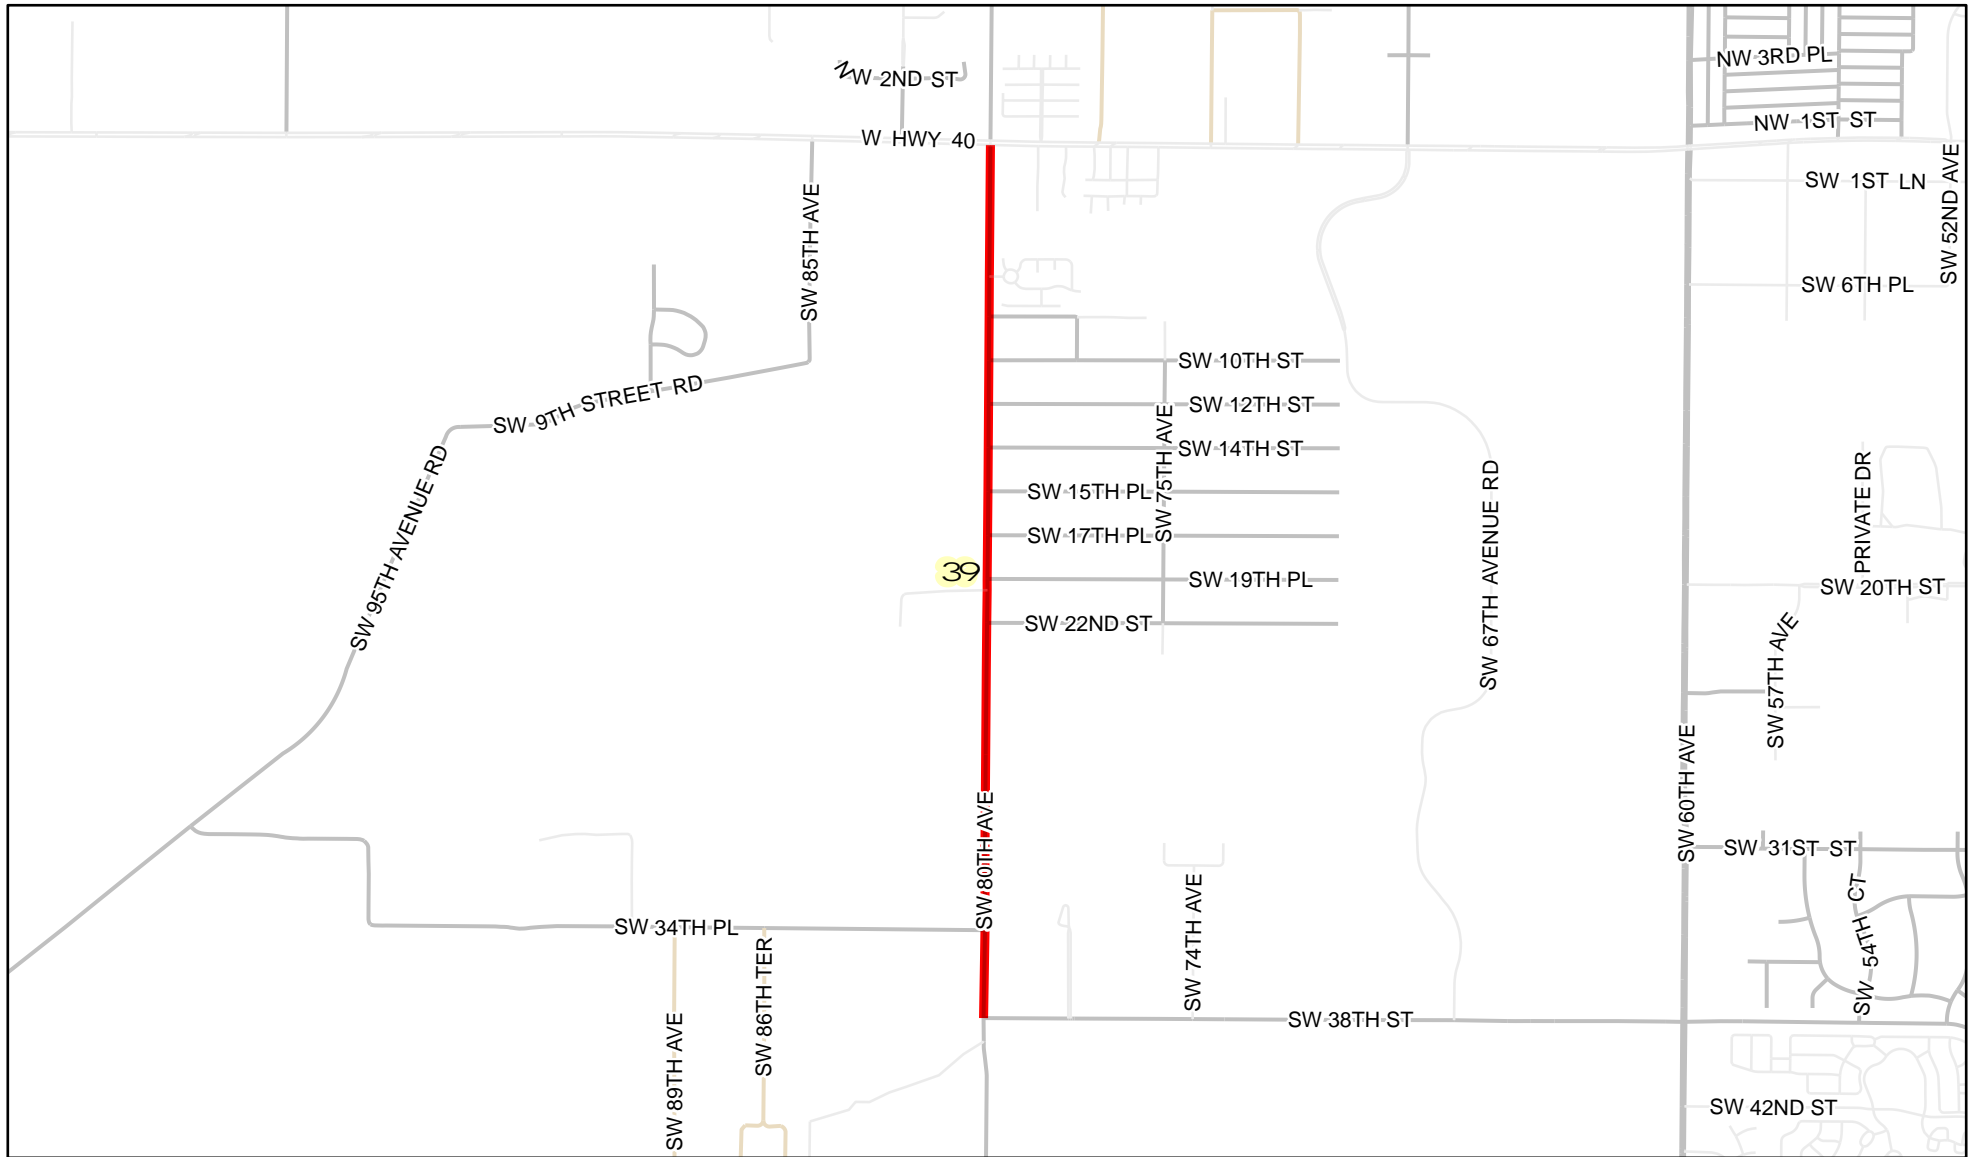 NW 3RD PL
NW 2ND ST
NW 1ST ST
W HWY 40
SW 1ST LN
SW 52ND AVE
SW 85TH AVE
SW 6TH PL
SW 10TH ST
SW 9TH STREET RD
SW 12TH ST
SW 75TH AVE
SW 14TH ST
SW 95TH AVENUE RD
SW 15TH PL
SW 67TH AVENUE RD
PRIVATE DR
SW 17TH PL
39
SW 19TH PL
SW 20TH ST
SW 22ND ST
SW 57TH AVE
SW 60TH AVE
SW 80TH AVE
SW 31ST ST
SW 54TH CT
SW 34TH PL
SW 74TH AVE
SW 86TH TER
SW 38TH ST
SW 89TH AVE
SW 42ND ST